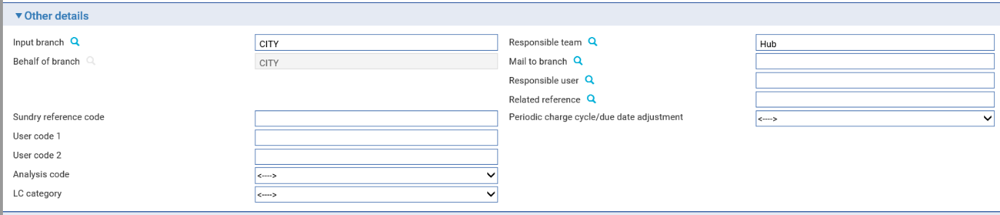 Other details
Input branch CITY Responsible team Hub
Behalf of branch CITY Mail to branch
Responsible user
Related reference
Sundry reference code Periodic charge cycle/due date adjustment <---->
User code 1
User code 2
Analysis code <---->
LC category <---->